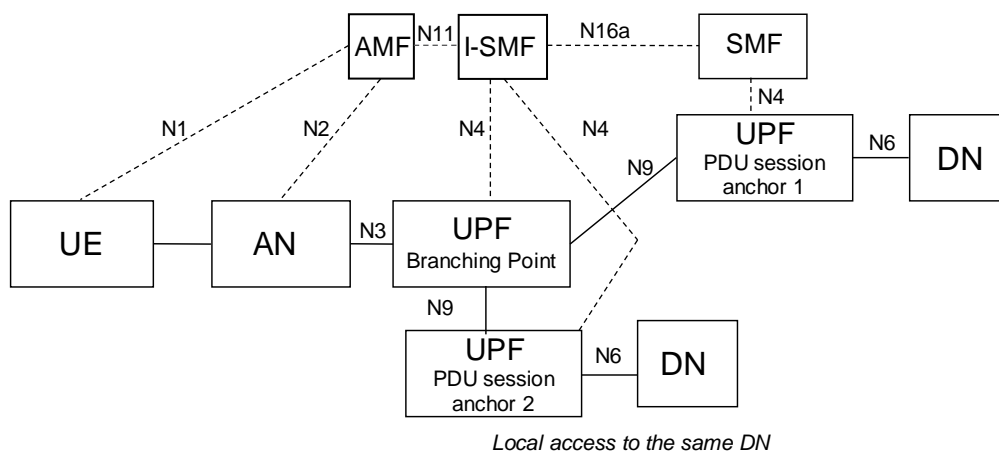 N11
N16a
AMF
I-SMF
SMF
N4
N1
N2
N4
N4
UPF
PDU session
anchor 1
N6
DN
N9
UE
AN
N3
UPF
Branching Point
N9
UPF
PDU session
anchor 2
N6
DN
Local access to the same DN